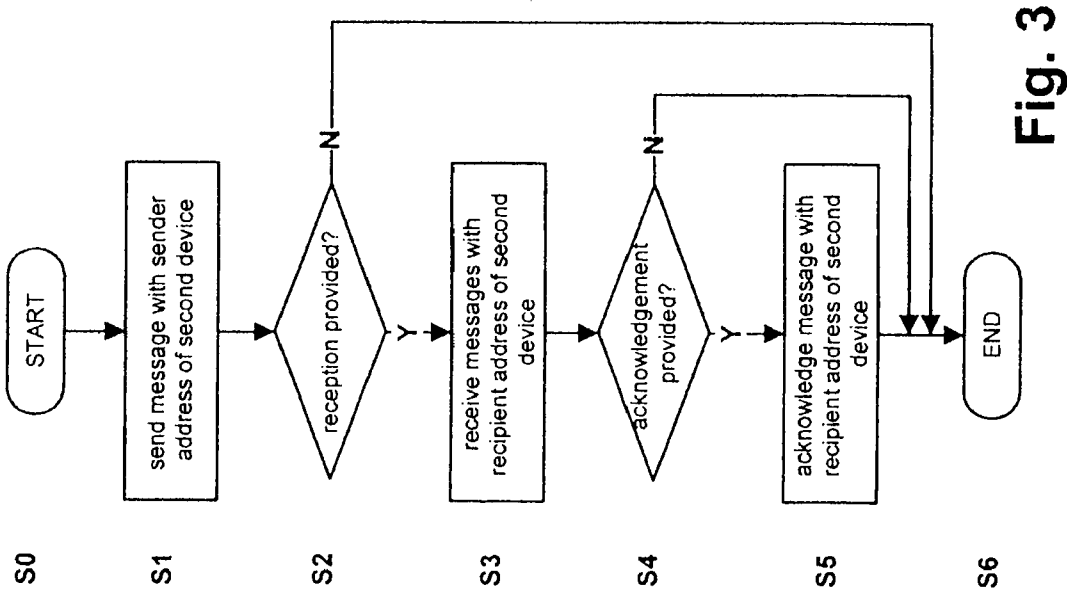 S0
START
S1
send message with sender
address of second device
S2
reception provided?
N
Y
S3
receive messages with
recipient address of second
device
S4
acknowledgement
provided?
N
Y
S5
acknowledge message with
recipient address of second
device
S6
END
Fig. 3